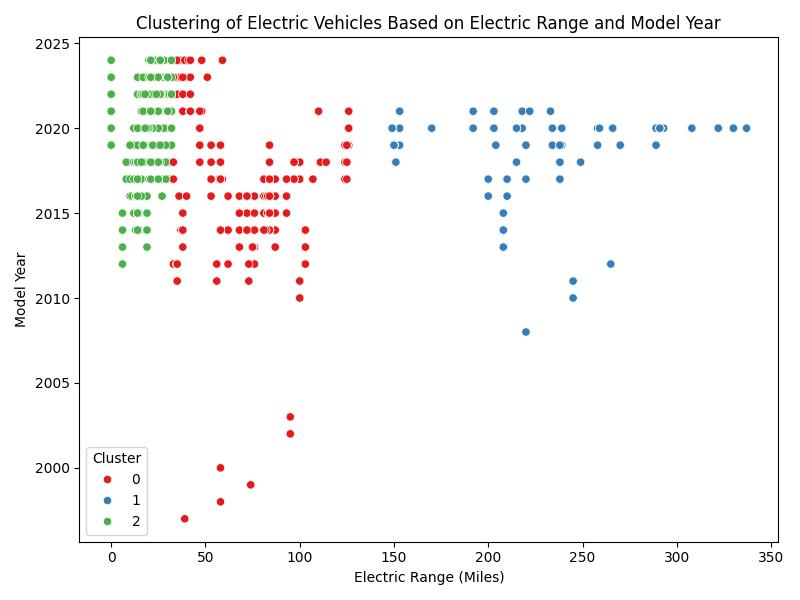 Clustering of Electric Vehicles Based on Electric Range and Model Year
2025
2020
2015
2010
2005
2000
Model Year
Cluster
0
1
2
0 50 100 150 200 250 300 350
Electric Range (Miles)